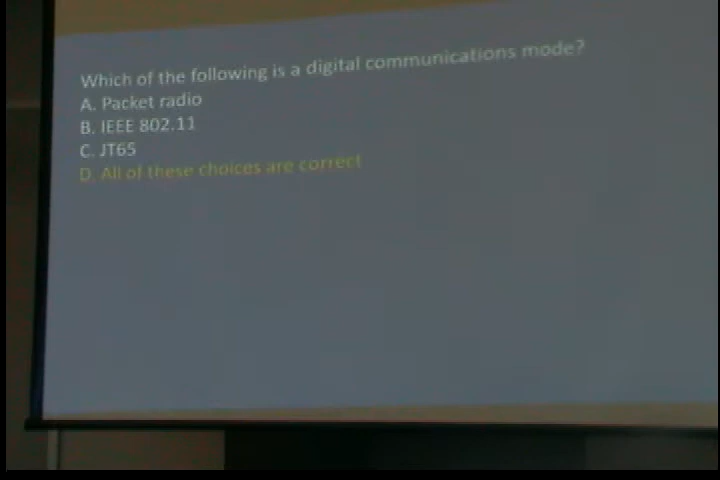 Which of the following is a digital communications mode?
A. Packet radio
B. IEEE 802.11
C. JT65
D. All of these choices are correct